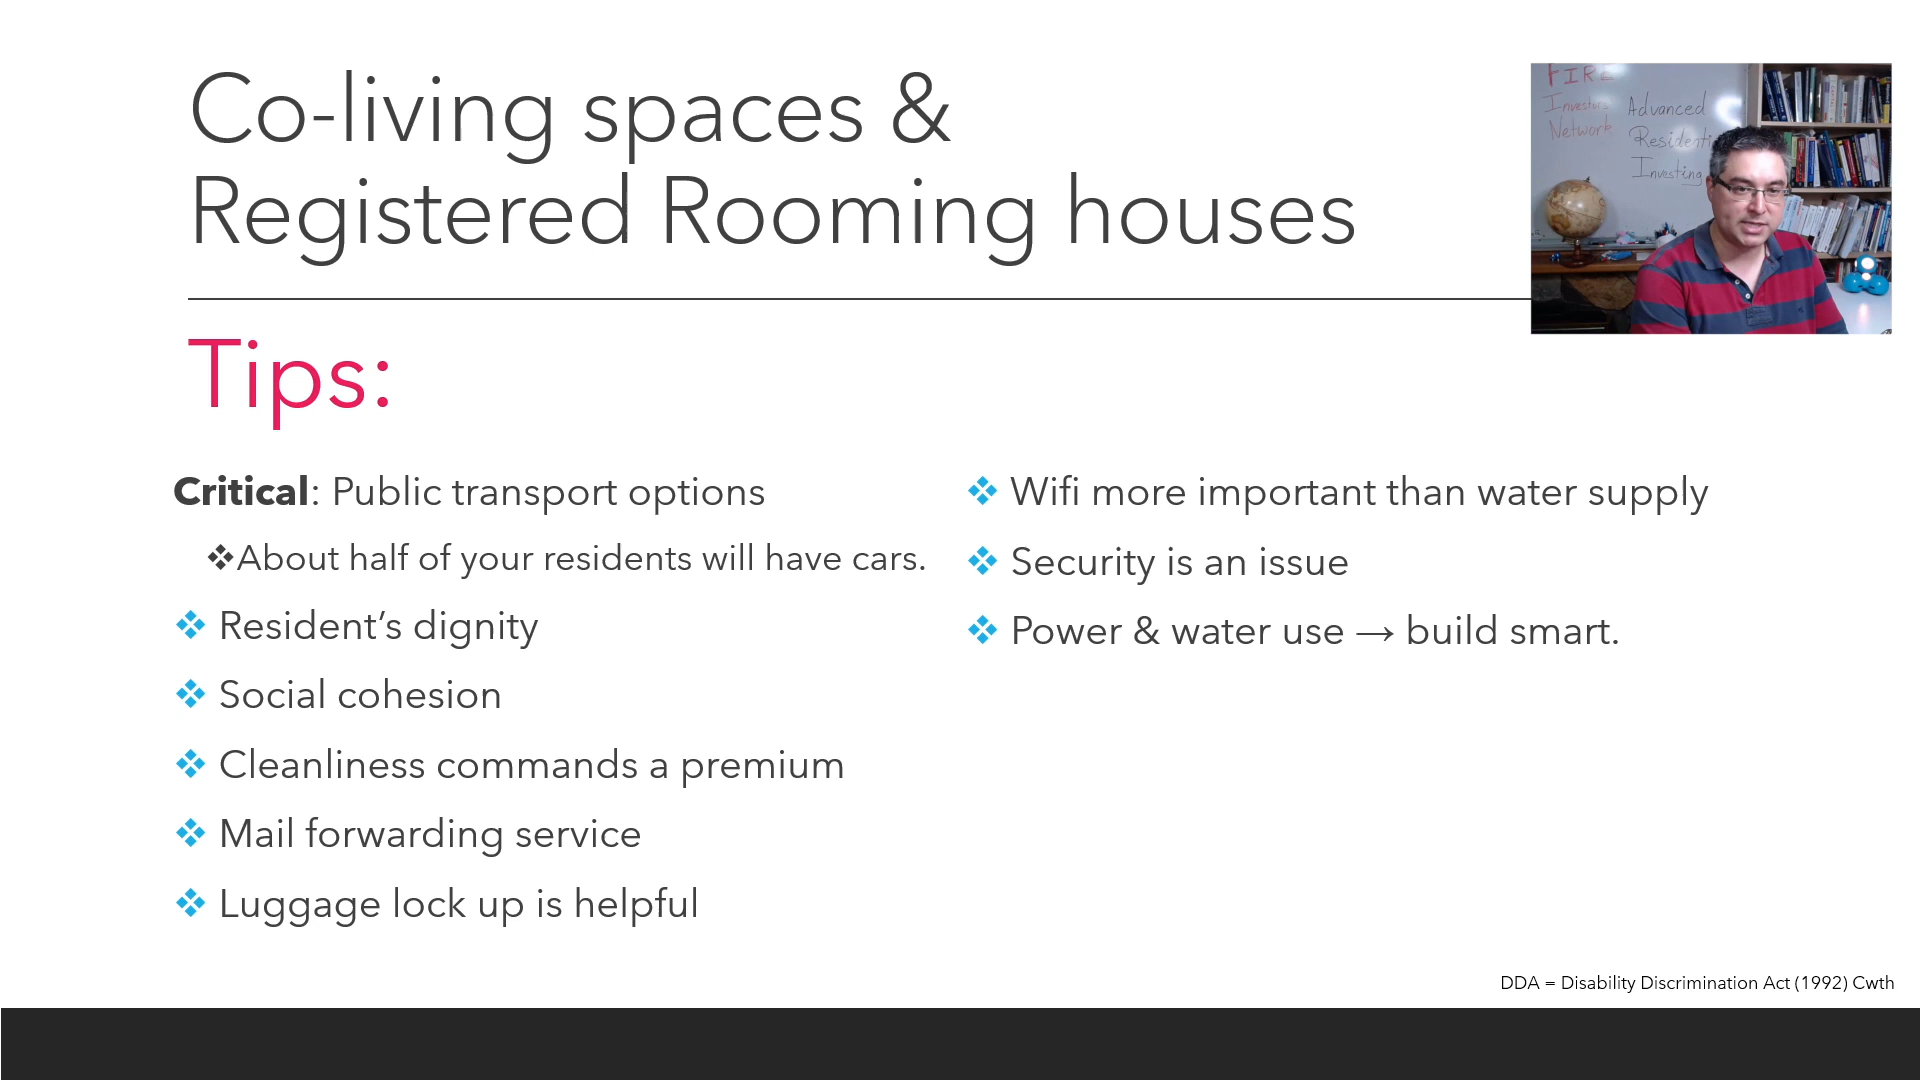 Co-living spaces &
Registered Rooming houses
FIRE
Investors
Network
Advanced
Residenti
Investing
Tips:
Critical: Public transport options
❖About half of your residents will have cars.
❖ Resident’s dignity
❖ Social cohesion
❖ Cleanliness commands a premium
❖ Mail forwarding service
❖ Luggage lock up is helpful
❖ Wifi more important than water supply
❖ Security is an issue
❖ Power & water use → build smart.
DDA = Disability Discrimination Act (1992) Cwth